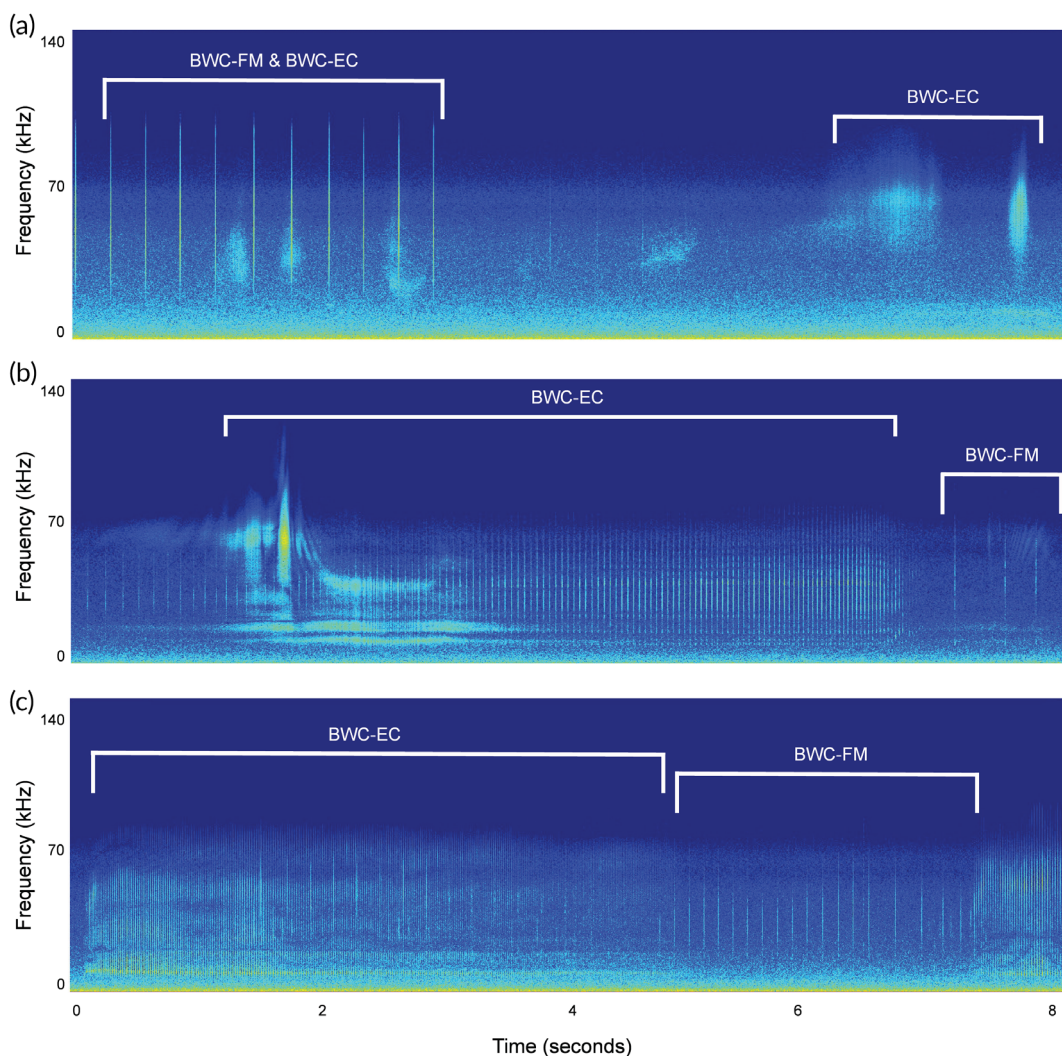 (a)
140
BWC-FM & BWC-EC
BWC-EC
Frequency (kHz)
70
0
(b)
140
BWC-EC
BWC-FM
Frequency (kHz)
70
0
(c)
140
BWC-EC
BWC-FM
Frequency (kHz)
70
0
0 2 4 6 8
Time (seconds)